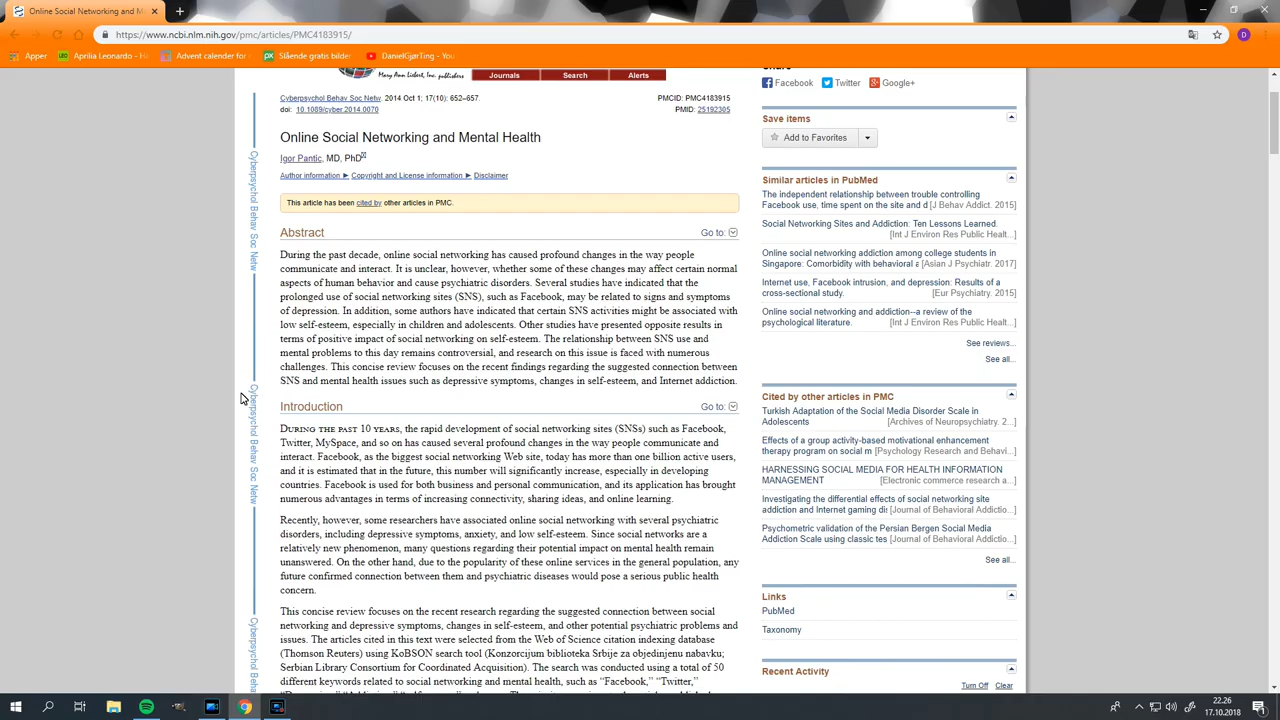 Online Social Networking and Me
https://www.ncbi.nlm.nih.gov/pmc/articles/PMC4183915/
Apper
Aprilia Leonardo - H
Advent calender for
Slående gratis bilder
DanielGjørTing - You
Mary Ann Liebert, Inc. publishers
Journals
Search
Alerts
Cyberpsychol Behav Soc Netw. 2014 Oct 1; 17(10): 652–657.
PMCID: PMC4183915
doi: 10.1089/cyber.2014.0070
PMID: 25192305
Online Social Networking and Mental Health
Igor Pantic, MD, PhD
Author information ► Copyright and License information ► Disclaimer
This article has been cited by other articles in PMC.
Abstract
Go to:
During the past decade, online social networking has caused profound changes in the way people
communicate and interact. It is unclear, however, whether some of these changes may affect certain normal
aspects of human behavior and cause psychiatric disorders. Several studies have indicated that the
prolonged use of social networking sites (SNS), such as Facebook, may be related to signs and symptoms
of depression. In addition, some authors have indicated that certain SNS activities might be associated with
low self-esteem, especially in children and adolescents. Other studies have presented opposite results in
terms of positive impact of social networking on self-esteem. The relationship between SNS use and
mental problems to this day remains controversial, and research on this issue is faced with numerous
challenges. This concise review focuses on the recent findings regarding the suggested connection between
SNS and mental health issues such as depressive symptoms, changes in self-esteem, and Internet addiction.
Introduction
Go to:
During the past 10 years, the rapid development of social networking sites (SNSs) such as Facebook,
Twitter, MySpace, and so on has caused several profound changes in the way people communicate and
interact. Facebook, as the biggest social networking Web site, today has more than one billion active users,
and it is estimated that in the future, this number will significantly increase, especially in developing
countries. Facebook is used for both business and personal communication, and its application has brought
numerous advantages in terms of increasing connectivity, sharing ideas, and online learning.
Recently, however, some researchers have associated online social networking with several psychiatric
disorders, including depressive symptoms, anxiety, and low self-esteem. Since social networks are a
relatively new phenomenon, many questions regarding their potential impact on mental health remain
unanswered. On the other hand, due to the popularity of these online services in the general population, any
future confirmed connection between them and psychiatric diseases would pose a serious public health
concern.
This concise review focuses on the recent research regarding the suggested connection between social
networking and depressive symptoms, changes in self-esteem, and other potential psychiatric problems and
issues. The articles cited in this text were selected from the Web of Science citation indexing database
(Thomson Reuters) using KoBSON search tool (Konzorcijum biblioteka Srbije za objedinjenu nabavku;
Serbian Library Consortium for Coordinated Acquisition). The search was conducted using a total of 50
different keywords related to social networking and mental health, such as “Facebook,” “Twitter,”
Cyberpsychol Behav Soc Netw
Cyberpsychol Behav Soc Netw
Cyberpsychol Beha
Share
Facebook
Twitter
Google+
Save items
Add to Favorites
Similar articles in PubMed
The independent relationship between trouble controlling
Facebook use, time spent on the site and d [J Behav Addict. 2015]
Social Networking Sites and Addiction: Ten Lessons Learned.
[Int J Environ Res Public Healt...]
Online social networking addiction among college students in
Singapore: Comorbidity with behavioral a [Asian J Psychiatr. 2017]
Internet use, Facebook intrusion, and depression: Results of a
cross-sectional study. [Eur Psychiatry. 2015]
Online social networking and addiction--a review of the
psychological literature. [Int J Environ Res Public Healt...]
See reviews...
See all...
Cited by other articles in PMC
Turkish Adaptation of the Social Media Disorder Scale in
Adolescents [Archives of Neuropsychiatry. 2...]
Effects of a group activity-based motivational enhancement
therapy program on social m [Psychology Research and Behavi...]
HARNESSING SOCIAL MEDIA FOR HEALTH INFORMATION
MANAGEMENT [Electronic commerce research a...]
Investigating the differential effects of social networking site
addiction and Internet gaming dis [Journal of Behavioral Addictio...]
Psychometric validation of the Persian Bergen Social Media
Addiction Scale using classic tes [Journal of Behavioral Addictio...]
See all...
Links
PubMed
Taxonomy
Recent Activity
Turn Off Clear
22.26
17.10.2018